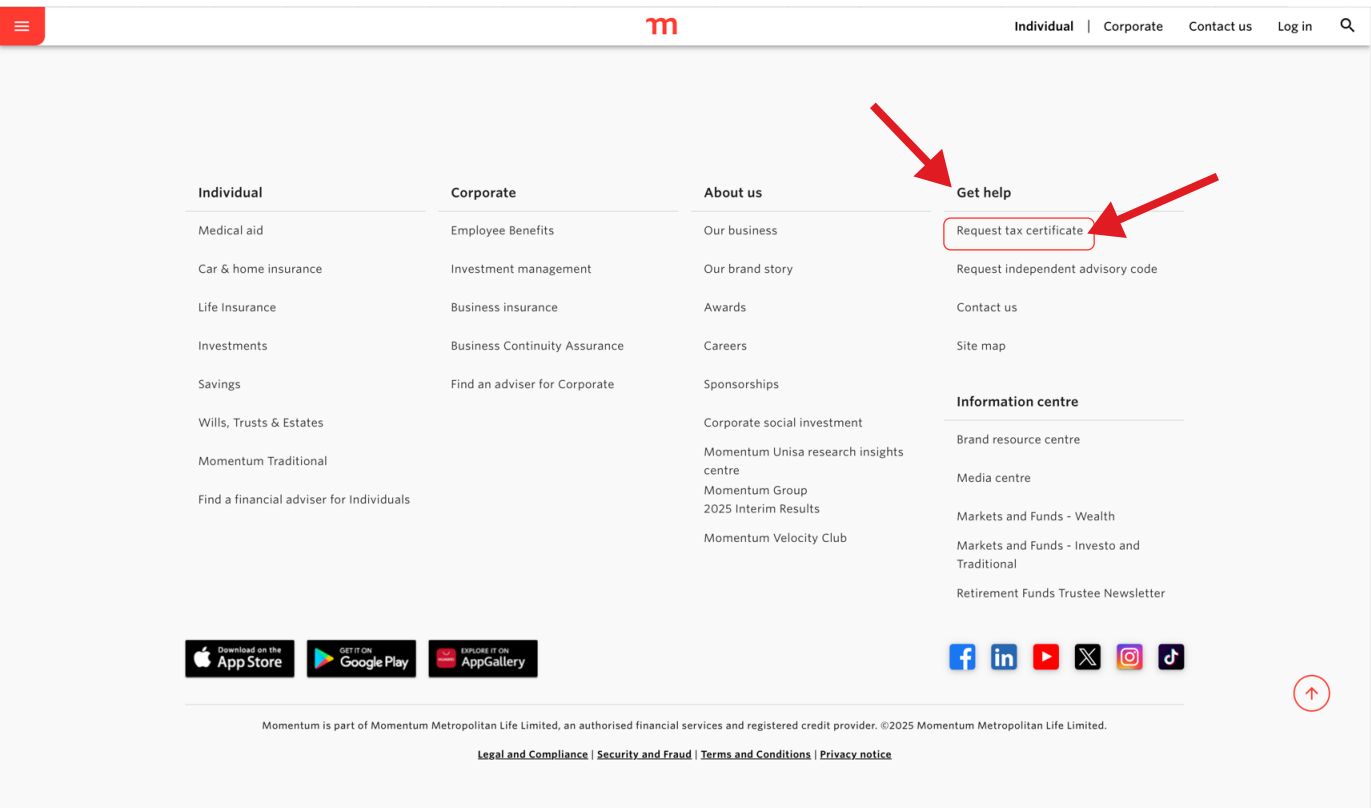 m
Individual | Corporate Contact us Log in
Individual
Medical aid
Car & home insurance
Life Insurance
Investments
Savings
Wills, Trusts & Estates
Momentum Traditional
Find a financial adviser for Individuals
Corporate
Employee Benefits
Investment management
Business insurance
Business Continuity Assurance
Find an adviser for Corporate
About us
Our business
Our brand story
Awards
Careers
Sponsorships
Corporate social investment
Momentum Unisa research insights
centre
Momentum Group
2025 Interim Results
Momentum Velocity Club
Get help
Request tax certificate
Request independent advisory code
Contact us
Site map
Information centre
Brand resource centre
Media centre
Markets and Funds - Wealth
Markets and Funds - Investo and
Traditional
Retirement Funds Trustee Newsletter
Download on the
App Store
GET IT ON
Google Play
EXPLORE IT ON
AppGallery
Momentum is part of Momentum Metropolitan Life Limited, an authorised financial services and registered credit provider. ©2025 Momentum Metropolitan Life Limited.
Legal and Compliance | Security and Fraud | Terms and Conditions | Privacy notice